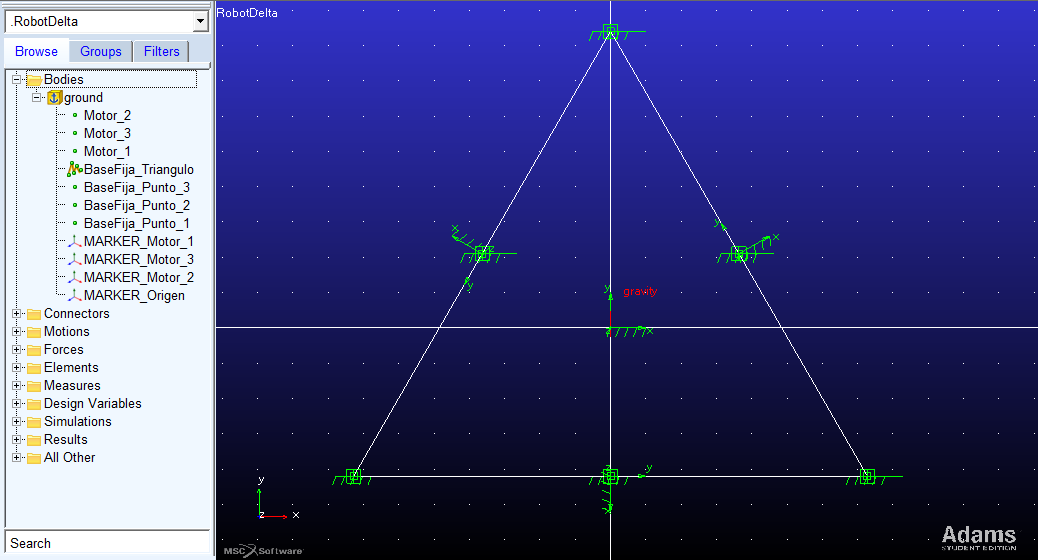 .RobotDelta
Browse Groups Filters
Bodies
ground
Motor_2
Motor_3
Motor_1
BaseFija_Triangulo
BaseFija_Punto_3
BaseFija_Punto_2
BaseFija_Punto_1
MARKER_Motor_1
MARKER_Motor_3
MARKER_Motor_2
MARKER_Origen
Connectors
Motions
Forces
Elements
Measures
Design Variables
Simulations
Results
All Other
Search
RobotDelta
x
z
y
y
x
y
gravity
z
x
y
y
z
x
MSC Software
Adams
STUDENT EDITION